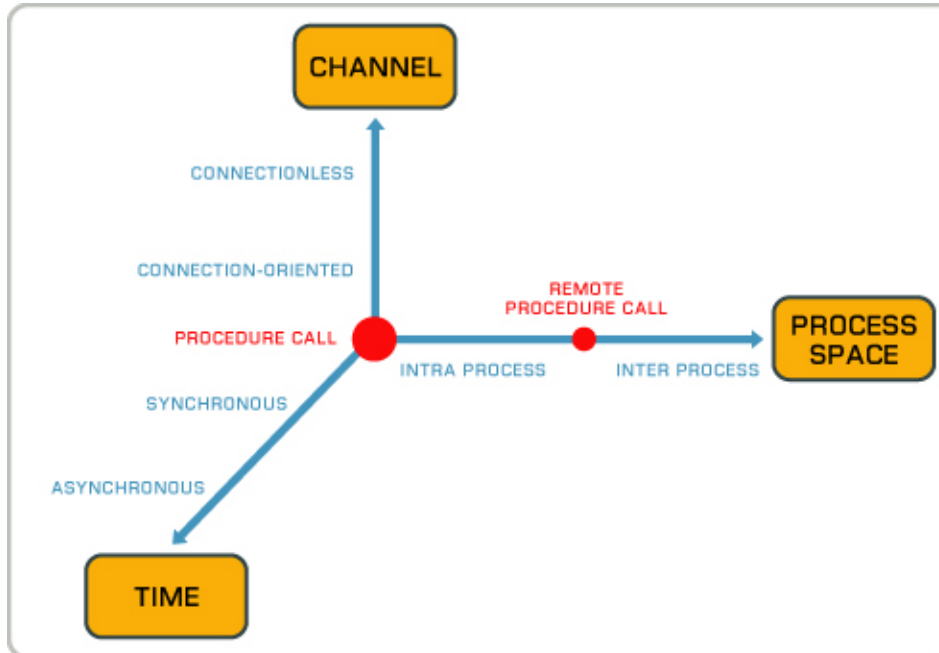 CHANNEL
CONNECTIONLESS
CONNECTION-ORIENTED
REMOTE
PROCEDURE CALL
PROCEDURE CALL
PROCESS
SPACE
INTRA PROCESS
INTER PROCESS
SYNCHRONOUS
ASYNCHRONOUS
TIME